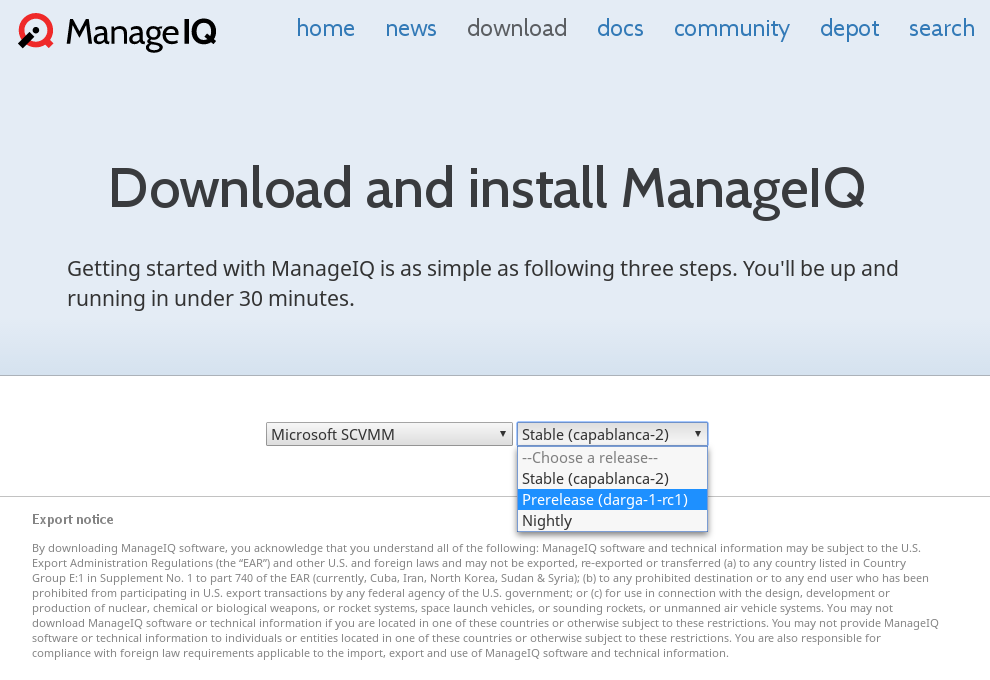 ManageIQ home news download docs community depot search
Download and install ManageIQ
Getting started with ManageIQ is as simple as following three steps. You'll be up and
running in under 30 minutes.
Microsoft SCVMM Stable (capablanca-2)
--Choose a release--
Stable (capablanca-2)
Prerelease (darga-1-rc1)
Nightly
Export notice
By downloading ManageIQ software, you acknowledge that you understand all of the following: ManageIQ software and technical information may be subject to the U.S.
Export Administration Regulations (the “EAR”) and other U.S. and foreign laws and may not be exported, re-exported or transferred (a) to any country listed in Country
Group E:1 in Supplement No. 1 to part 740 of the EAR (currently, Cuba, Iran, North Korea, Sudan & Syria); (b) to any prohibited destination or to any end user who has been
prohibited from participating in U.S. export transactions by any federal agency of the U.S. government; or (c) for use in connection with the design, development or
production of nuclear, chemical or biological weapons, or rocket systems, space launch vehicles, or sounding rockets, or unmanned air vehicle systems. You may not
download ManageIQ software or technical information if you are located in one of these countries or otherwise subject to these restrictions. You may not provide ManageIQ
software or technical information to individuals or entities located in one of these countries or otherwise subject to these restrictions. You are also responsible for
compliance with foreign law requirements applicable to the import, export and use of ManageIQ software and technical information.